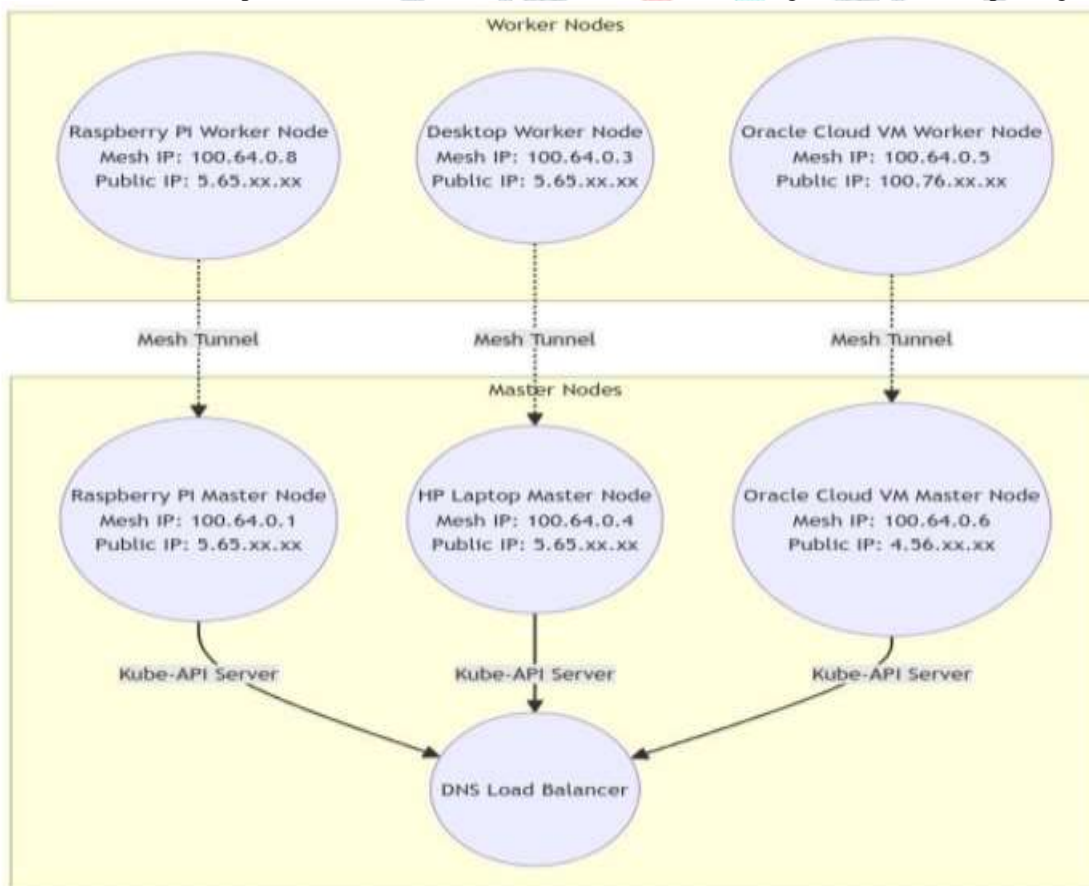 Worker Nodes
Raspberry PI Worker Node
Mesh IP: 100.64.0.8
Public IP: 5.65.xx.xx
Desktop Worker Node
Mesh IP: 100.64.0.3
Public IP: 5.65.xx.xx
Oracle Cloud VM Worker Node
Mesh IP: 100.64.0.5
Public IP: 100.76.xx.xx
Mesh Tunnel
Mesh Tunnel
Mesh Tunnel
Master Nodes
Raspberry PI Master Node
Mesh IP: 100.64.0.1
Public IP: 5.65.xx.xx
HP Laptop Master Node
Mesh IP: 100.64.0.4
Public IP: 5.65.xx.xx
Oracle Cloud VM Master Node
Mesh IP: 100.64.0.6
Public IP: 4.56.xx.xx
Kube-API Server
Kube-API Server
Kube-API Server
DNS Load Balancer